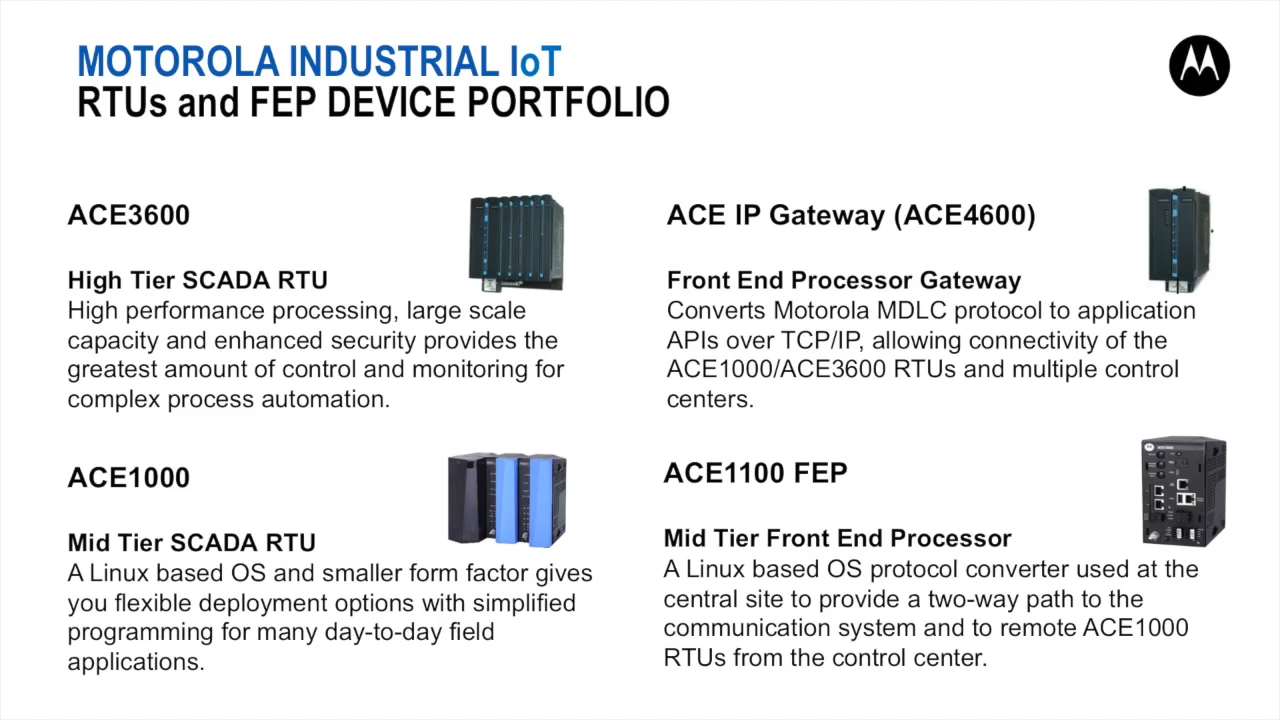 MOTOROLA INDUSTRIAL IoT
RTUs and FEP DEVICE PORTFOLIO
ACE3600
High Tier SCADA RTU
High performance processing, large scale
capacity and enhanced security provides the
greatest amount of control and monitoring for
complex process automation.
ACE IP Gateway (ACE4600)
Front End Processor Gateway
Converts Motorola MDLC protocol to application
APIs over TCP/IP, allowing connectivity of the
ACE1000/ACE3600 RTUs and multiple control
centers.
ACE1000
Mid Tier SCADA RTU
A Linux based OS and smaller form factor gives
you flexible deployment options with simplified
programming for many day-to-day field
applications.
ACE1100 FEP
Mid Tier Front End Processor
A Linux based OS protocol converter used at the
central site to provide a two-way path to the
communication system and to remote ACE1000
RTUs from the control center.